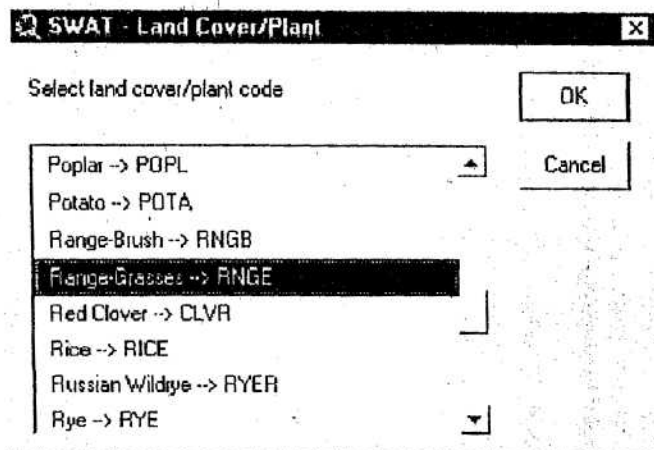 SWAT - Land Cover/Plant
Select land cover/plant code
OK
Cancel
Poplar --> POPL
Potato --> POTA
Range-Brush --> RNGB
Range-Grasses --> RNGE
Red Clover --> CLVR
Rice --> RICE
Russian Wildrye --> RYER
Rye --> RYE